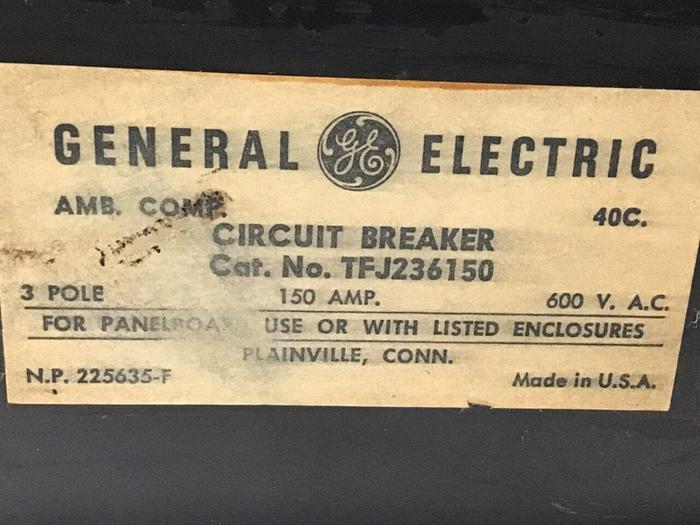 GENERAL GE ELECTRIC
AMB. COMP. 40C.
CIRCUIT BREAKER
Cat. No. TFJ236150
3 POLE 150 AMP. 600 V. A.C.
FOR PANELBOARD USE OR WITH LISTED ENCLOSURES
PLAINVILLE, CONN.
N.P. 225635-F Made in U.S.A.